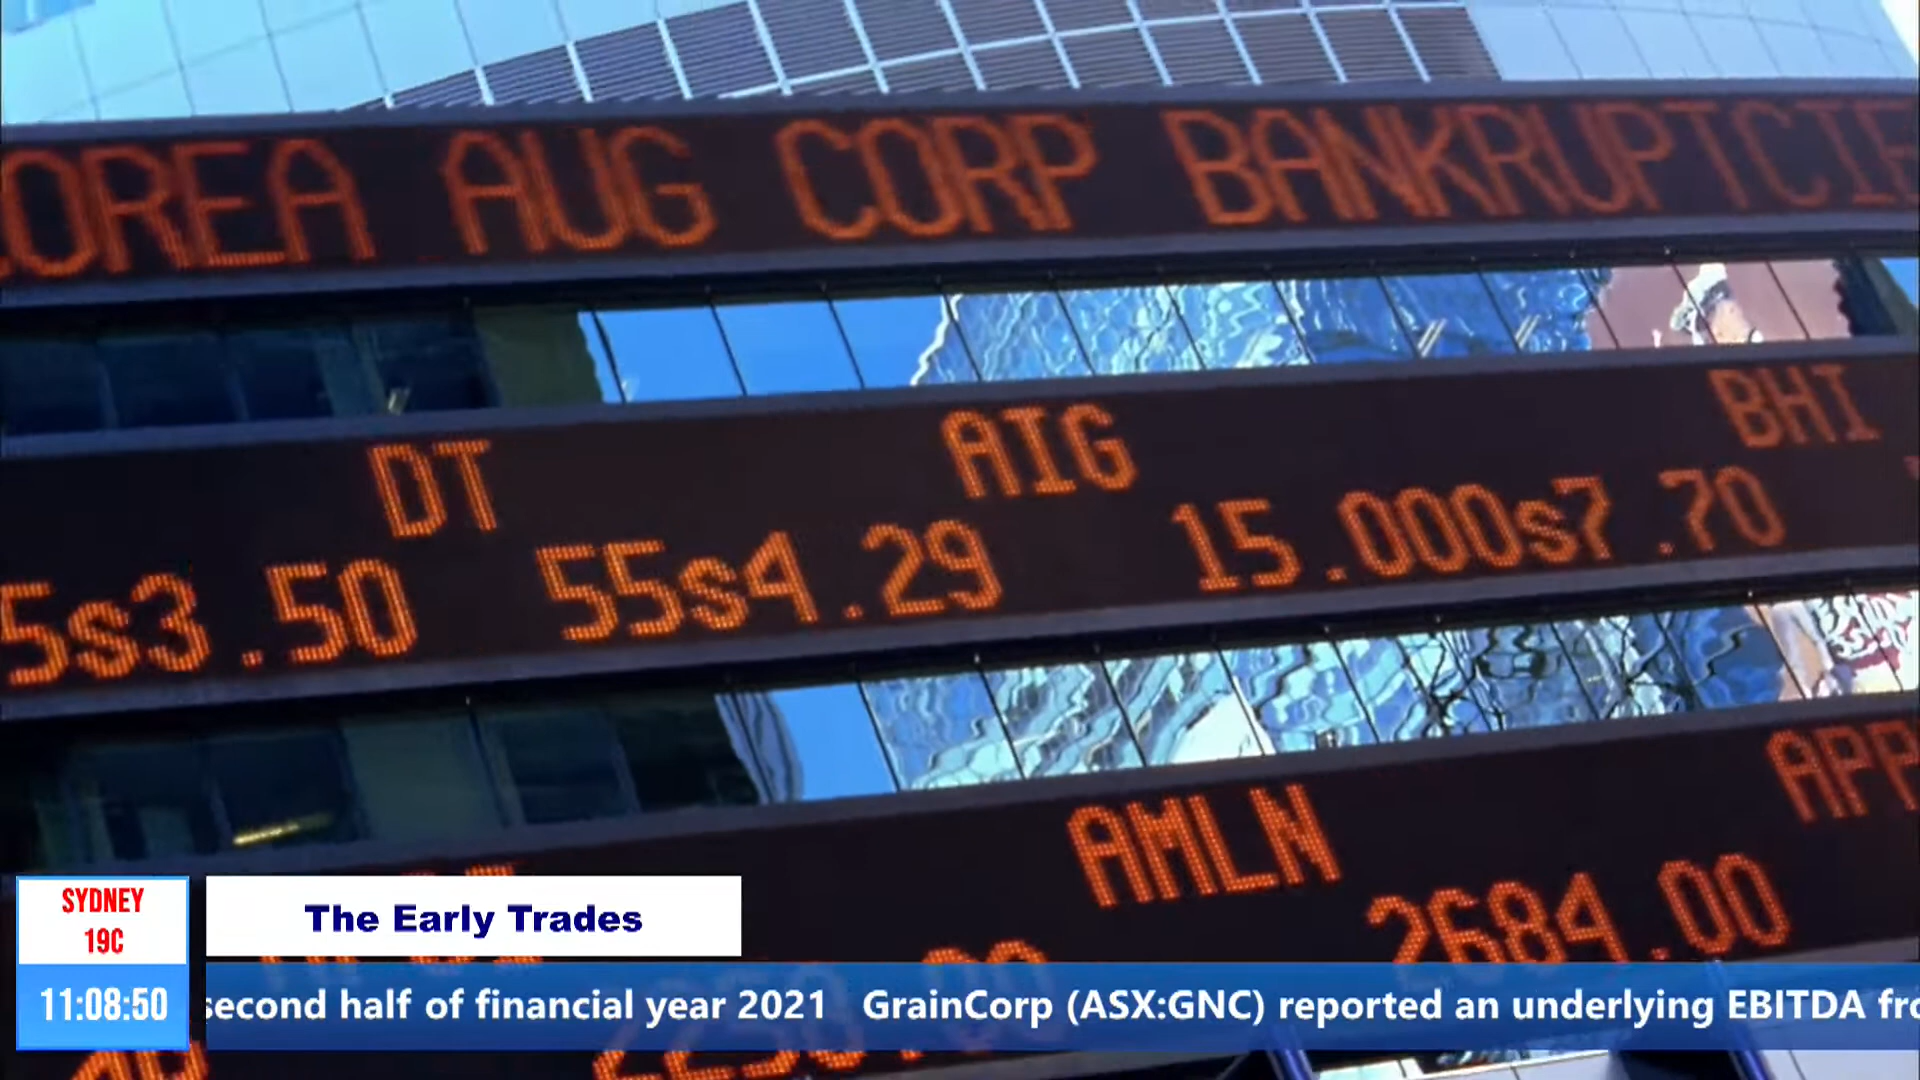 OREA AUG CORP BANKRUPTCIE
DT AIG BHI
5s3.50 55s4.29 15.000s7.70
AMLN APP
2684.00
SYDNEY
19C
The Early Trades
11:08:50
second half of financial year 2021 GrainCorp (ASX:GNC) reported an underlying EBITDA fro